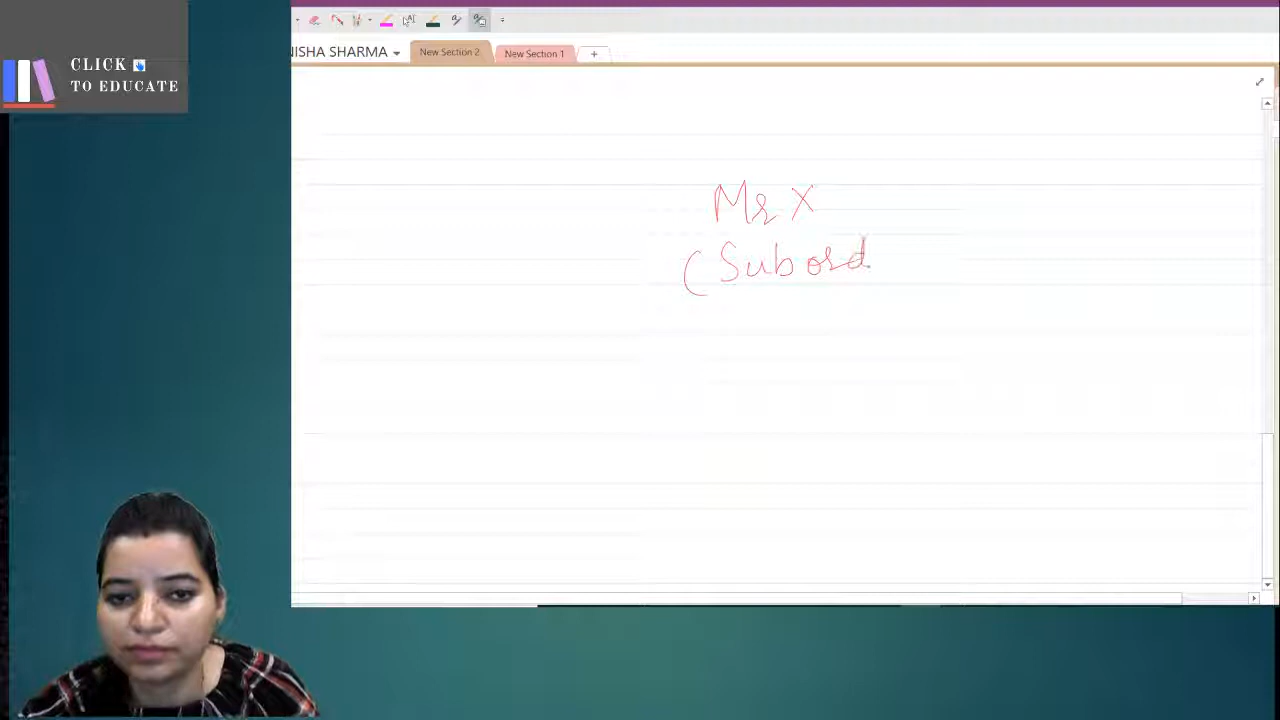 CLICK
TO EDUCATE
NISHA SHARMA
New Section 2
New Section 1
Mr X
(Subord